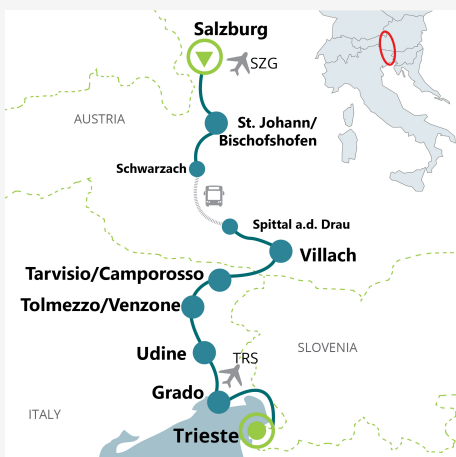 Salzburg
SZG
AUSTRIA
St. Johann/
Bischofshofen
Schwarzach
Spittal a.d. Drau
Villach
Tarvisio/Camporosso
Tolmezzo/Venzone
SLOVENIA
Udine
TRS
Grado
ITALY
Trieste